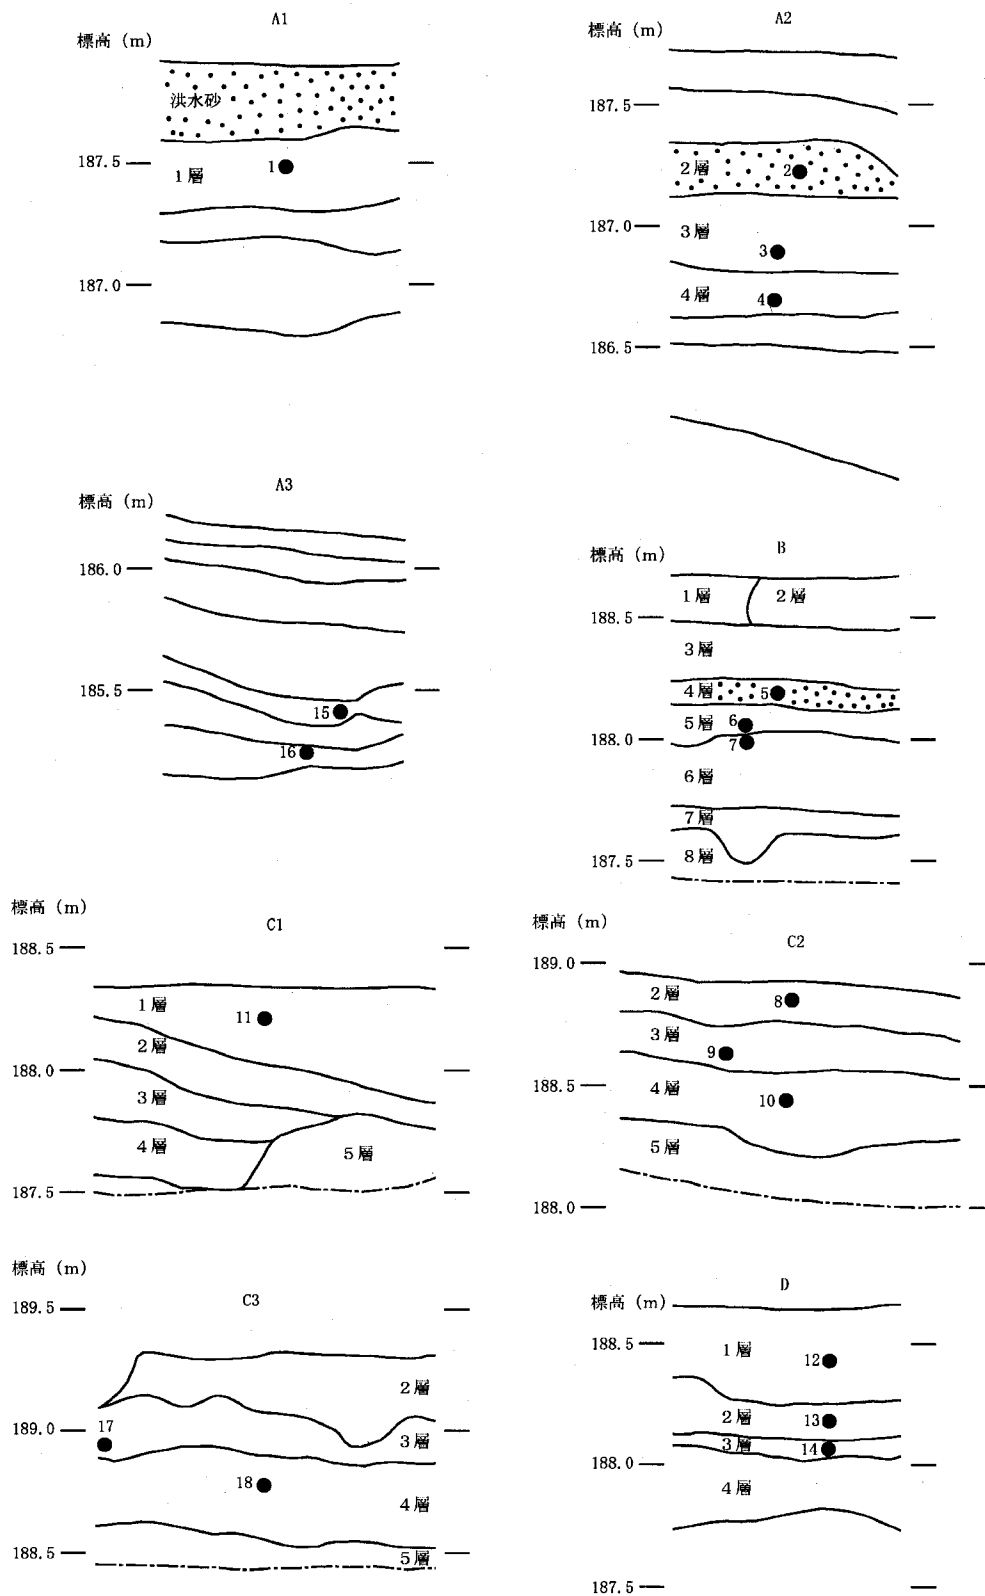 A1
標高 (m)
洪水砂
187.5
1層
1
187.0
A2
標高 (m)
187.5
2層
2
187.0
3層
3
4層
4
186.5
A3
標高 (m)
186.0
185.5
15
16
B
標高 (m)
1層
2層
188.5
3層
4層
5
5層
6
188.0
7
6層
7層
8層
187.5
C1
標高 (m)
188.5
1層
11
2層
188.0
3層
4層
5層
187.5
C2
標高 (m)
189.0
2層
8
3層
9
188.5
4層
10
5層
188.0
C3
標高 (m)
189.5
2層
17
189.0
3層
18
4層
188.5
5層
D
標高 (m)
188.5
1層
12
2層
13
3層
14
188.0
4層
187.5